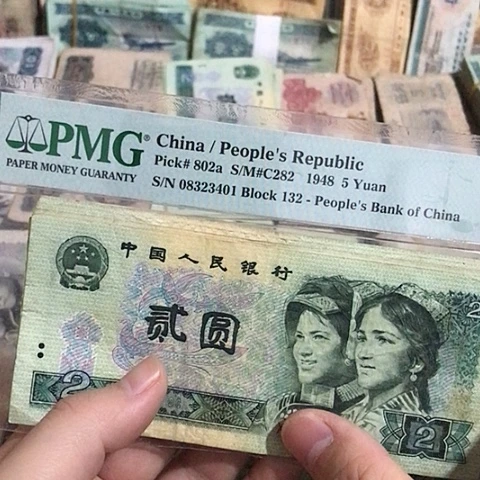 PMG®
PAPER MONEY GUARANTY
China / People's Republic
Pick# 802a S/M#C282 1948 5 Yuan
S/N 08323401 Block 132 - People's Bank of China
中国人民银行
贰圆
2
2
2